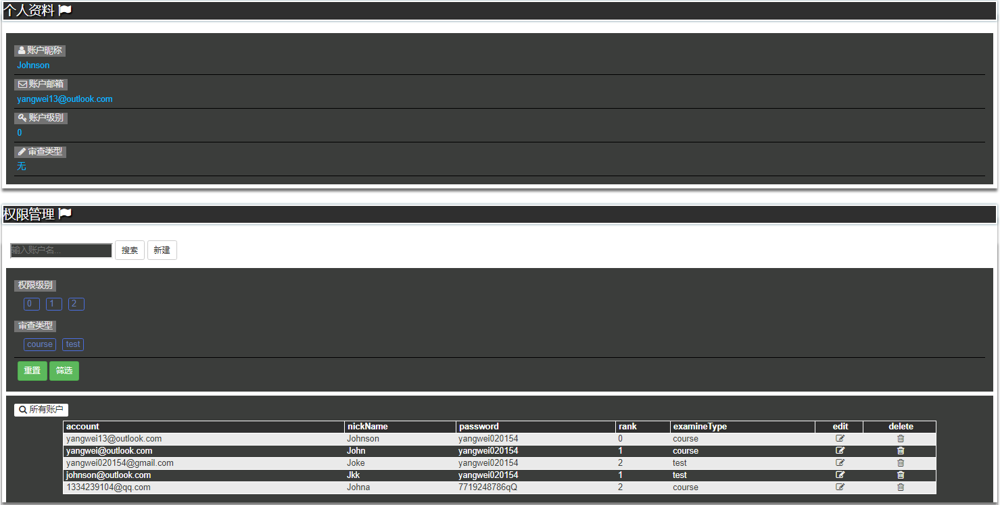 个人资料
账户昵称
Johnson
账户邮箱
yangwei13@outlook.com
账户级别
0
审查类型
无
权限管理
输入账户名... 搜索 新建
权限级别
0 1 2
审查类型
course test
重置 筛选
所有账户
account nickName password rank examineType edit delete
yangwei13@outlook.com Johnson yangwei020154 0 course
yangwei@outlook.com John yangwei020154 1 course
yangwei020154@gmail.com Joke yangwei020154 2 test
johnson@outlook.com Jkk yangwei020154 1 test
1334239104@qq.com Johna 7719248786qQ 2 course